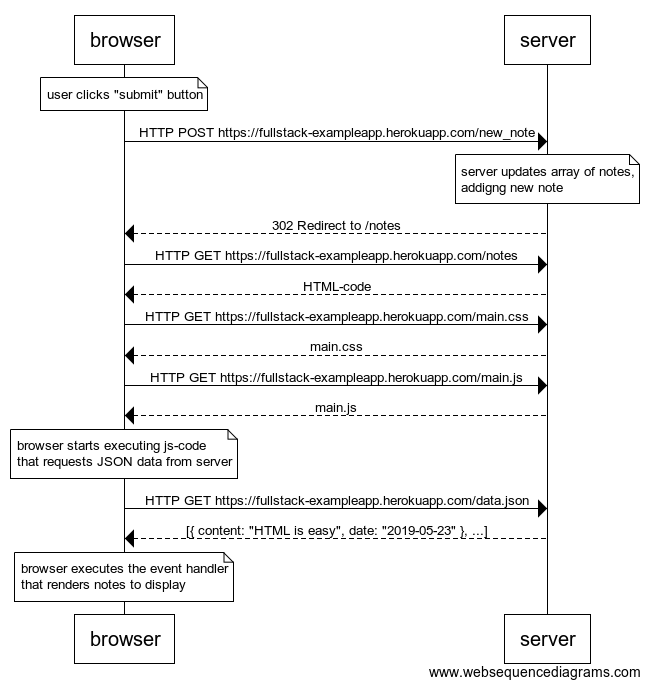 browser
server
user clicks "submit" button
HTTP POST https://fullstack-exampleapp.herokuapp.com/new_note
server updates array of notes,
addigng new note
302 Redirect to /notes
HTTP GET https://fullstack-exampleapp.herokuapp.com/notes
HTML-code
HTTP GET https://fullstack-exampleapp.herokuapp.com/main.css
main.css
HTTP GET https://fullstack-exampleapp.herokuapp.com/main.js
main.js
browser starts executing js-code
that requests JSON data from server
HTTP GET https://fullstack-exampleapp.herokuapp.com/data.json
[{ content: "HTML is easy", date: "2019-05-23" }, ...]
browser executes the event handler
that renders notes to display
browser
server
www.websequencediagrams.com